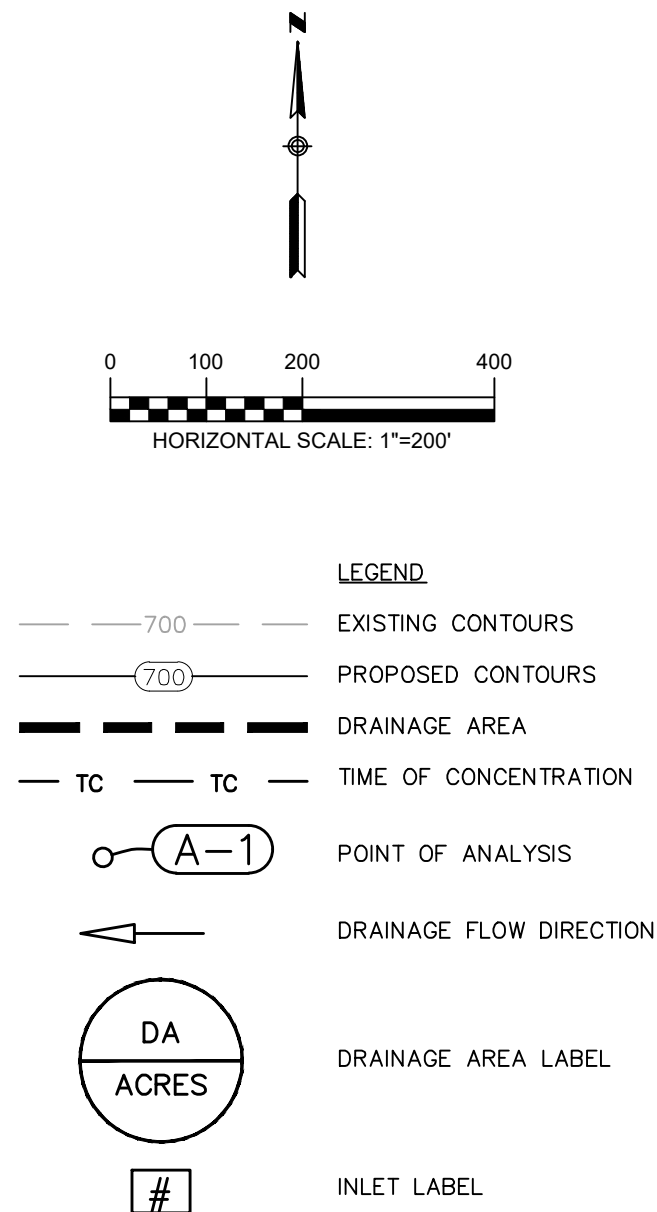 N
0 100 200 400
HORIZONTAL SCALE: 1"=200'
LEGEND
700 EXISTING CONTOURS
700 PROPOSED CONTOURS
DRAINAGE AREA
TC TC TIME OF CONCENTRATION
A-1 POINT OF ANALYSIS
DRAINAGE FLOW DIRECTION
DA
ACRES
DRAINAGE AREA LABEL
# INLET LABEL